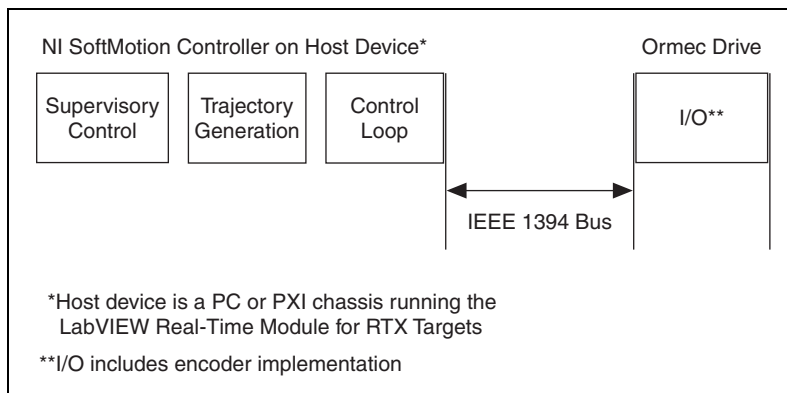 NI SoftMotion Controller on Host Device*
Ormec Drive
Supervisory
Control
Trajectory
Generation
Control
Loop
I/O**
IEEE 1394 Bus
*Host device is a PC or PXI chassis running the
LabVIEW Real-Time Module for RTX Targets
**I/O includes encoder implementation